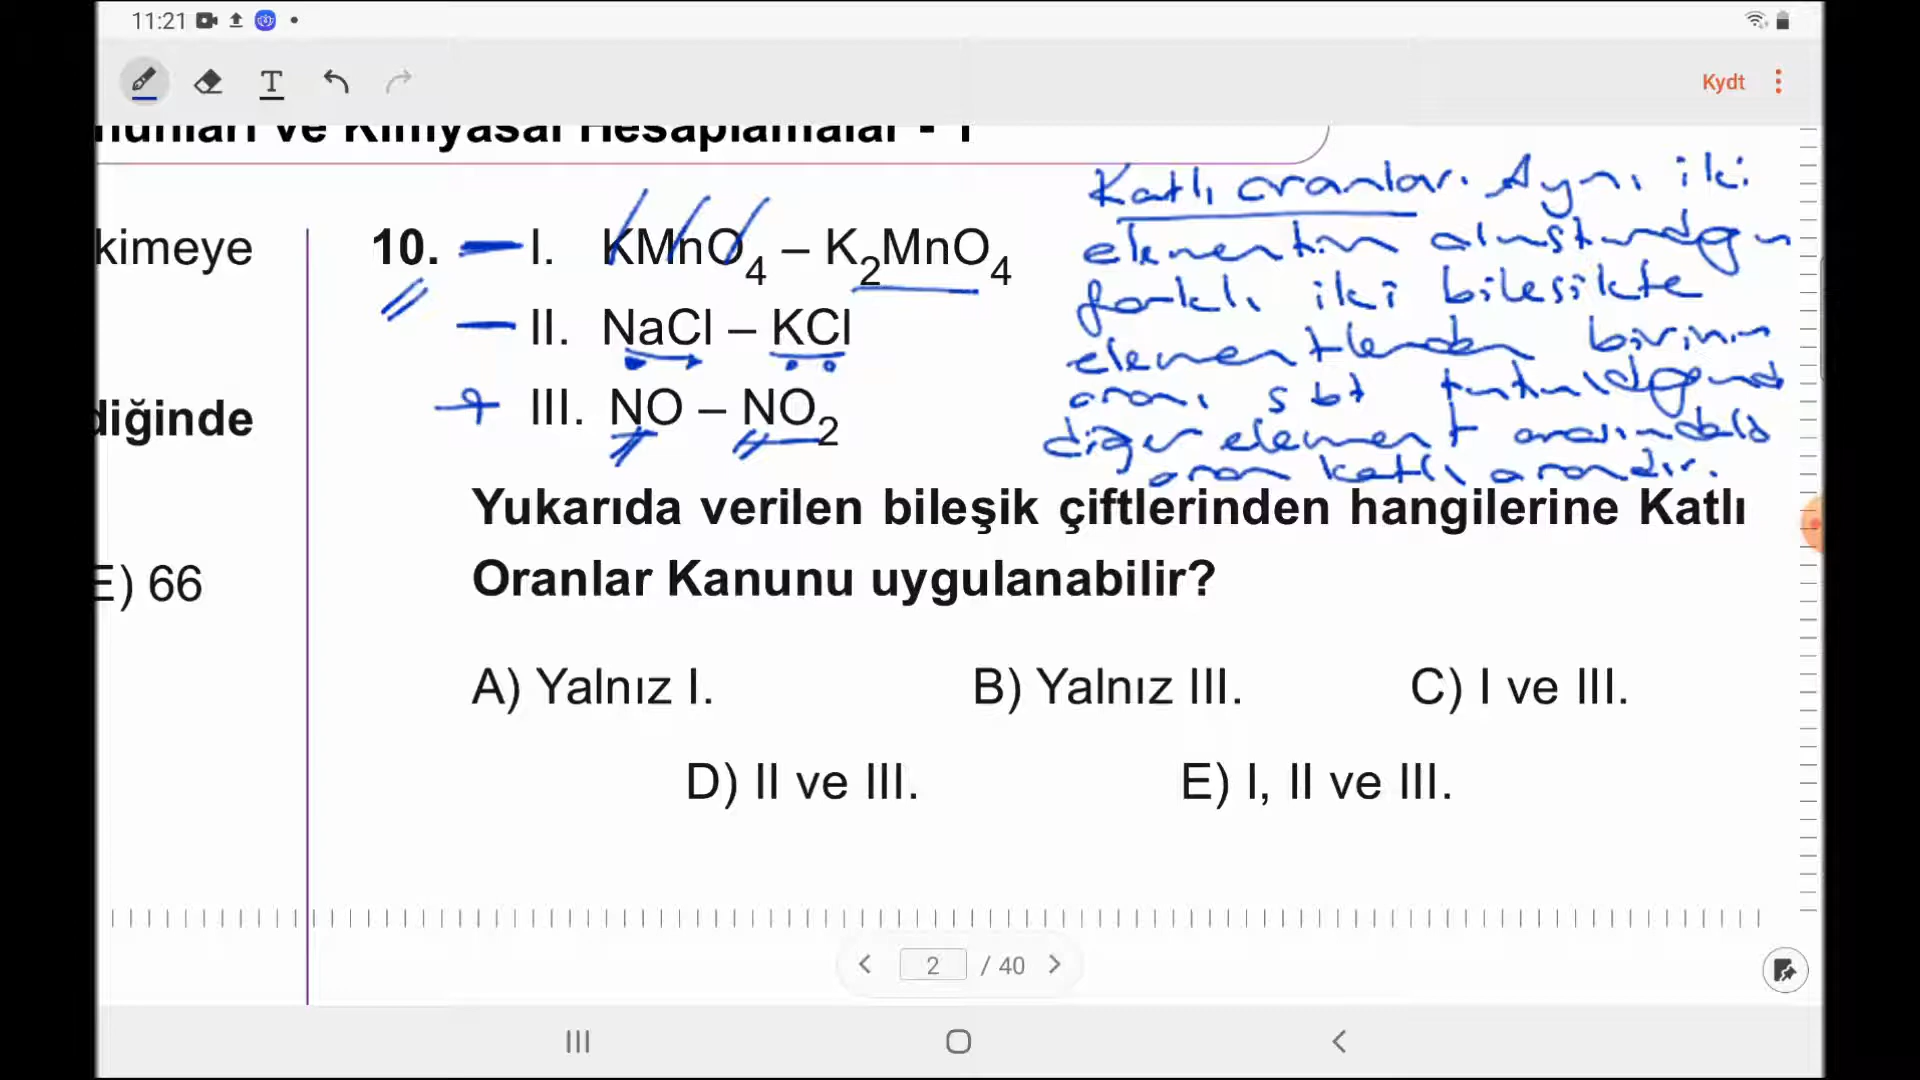 11:21
Kydt
nunları ve Kimyasal Hesaplamalar - 1
kimeye
diğinde
E) 66
10. I. KMnO4 – K2MnO4
II. NaCl – KCl
III. NO – NO2
Katlı oranlar. Aynı iki
elementin oluşturduğu
farklı iki bileşikte
elementlerden birinin
oranı sbt tutulduğunda
diğer element arasındaki
oran katlı orandır.
Yukarıda verilen bileşik çiftlerinden hangilerine Katlı
Oranlar Kanunu uygulanabilir?
A) Yalnız I.
B) Yalnız III.
C) I ve III.
D) II ve III.
E) I, II ve III.
2 / 40